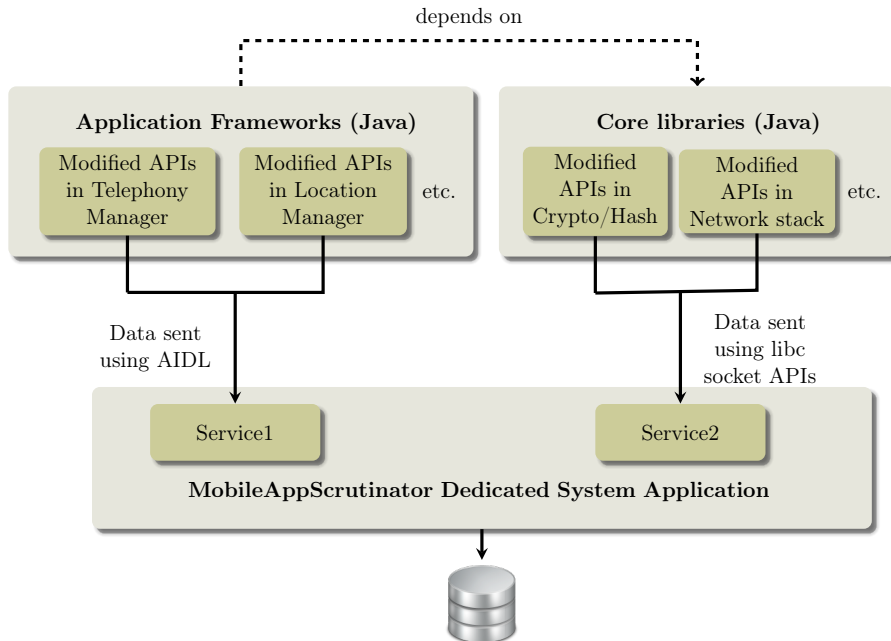 depends on
Application Frameworks (Java)
Modified APIs
in Telephony
Manager
Modified APIs
in Location
Manager
etc.
Core libraries (Java)
Modified
APIs in
Crypto/Hash
Modified
APIs in
Network stack
etc.
Data sent
using AIDL
Data sent
using libc
socket APIs
Service1
Service2
MobileAppScrutinator Dedicated System Application